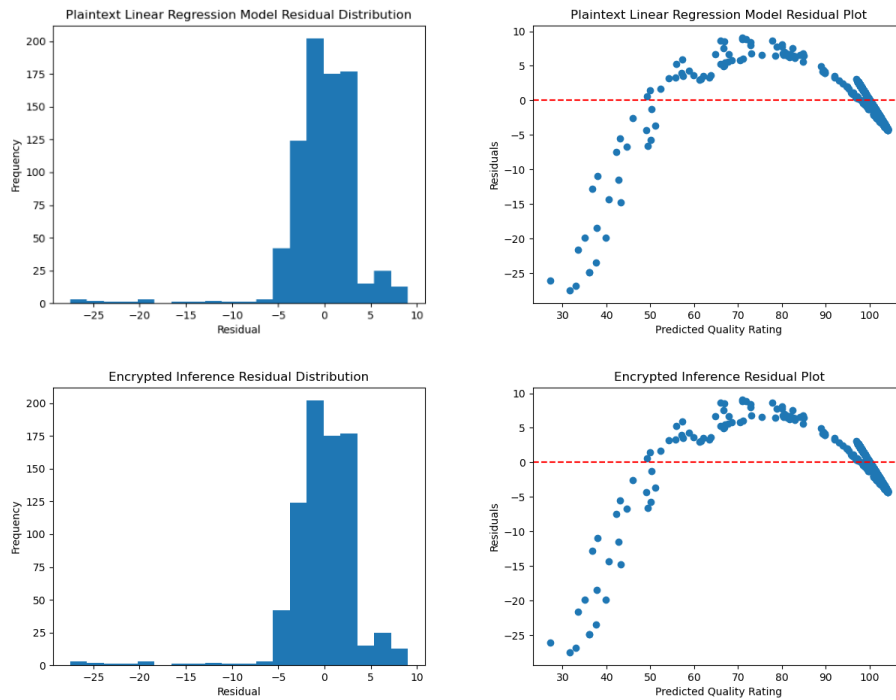 Plaintext Linear Regression Model Residual Distribution
Frequency
200
175
150
125
100
75
50
25
0
−25 −20 −15 −10 −5 0 5 10
Residual
Plaintext Linear Regression Model Residual Plot
Residuals
10
5
0
−5
−10
−15
−20
−25
30 40 50 60 70 80 90 100
Predicted Quality Rating
Encrypted Inference Residual Distribution
Frequency
200
175
150
125
100
75
50
25
0
−25 −20 −15 −10 −5 0 5 10
Residual
Encrypted Inference Residual Plot
Residuals
10
5
0
−5
−10
−15
−20
−25
30 40 50 60 70 80 90 100
Predicted Quality Rating